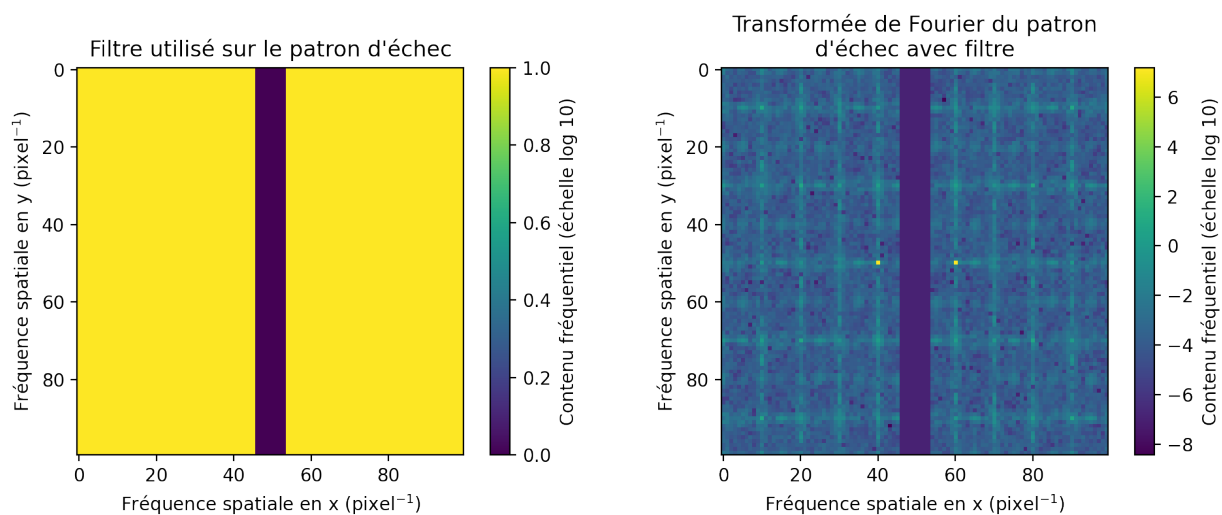 Filtre utilisé sur le patron d'échec
0
20
40
60
80
Fréquence spatiale en y (pixel⁻¹)
0 20 40 60 80
Fréquence spatiale en x (pixel⁻¹)
1.0
0.8
0.6
0.4
0.2
0.0
Contenu fréquentiel (échelle log 10)
Transformée de Fourier du patron
d'échec avec filtre
0
20
40
60
80
Fréquence spatiale en y (pixel⁻¹)
0 20 40 60 80
Fréquence spatiale en x (pixel⁻¹)
6
4
2
0
−2
−4
−6
−8
Contenu fréquentiel (échelle log 10)